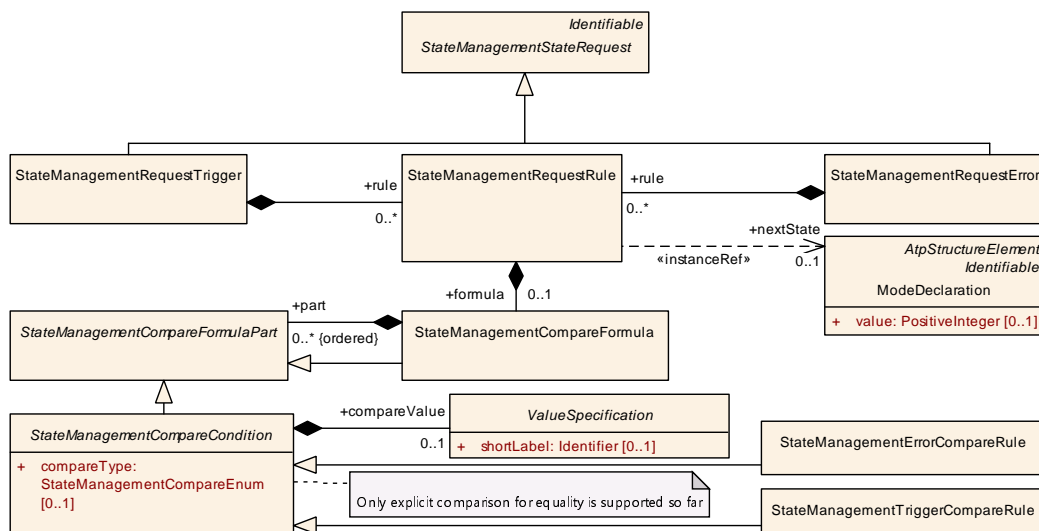 Identifiable
StateManagementStateRequest
StateManagementRequestTrigger
+rule
0..*
StateManagementRequestRule
+rule
0..*
StateManagementRequestError
+nextState
«instanceRef»
0..1
AtpStructureElement
Identifiable
ModeDeclaration
+ value: PositiveInteger [0..1]
+formula
0..1
StateManagementCompareFormulaPart
+part
0..* {ordered}
StateManagementCompareFormula
StateManagementCompareCondition
+ compareType:
StateManagementCompareEnum
[0..1]
+compareValue
0..1
ValueSpecification
+ shortLabel: Identifier [0..1]
StateManagementErrorCompareRule
Only explicit comparison for equality is supported so far
StateManagementTriggerCompareRule